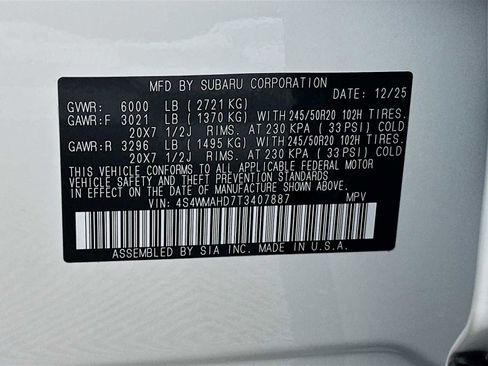 MFD BY SUBARU CORPORATION
GVWR: 6000 LB ( 2721 KG) DATE: 12/25
GAWR:F 3021 LB ( 1370 KG) WITH 245/50R20 102H TIRES.
20X7 1/2J RIMS. AT 230 KPA ( 33 PSI) COLD
GAWR:R 3296 LB ( 1495 KG) WITH 245/50R20 102H TIRES.
20X7 1/2J RIMS. AT 230 KPA ( 33 PSI) COLD
THIS VEHICLE CONFORMS TO ALL APPLICABLE FEDERAL MOTOR
VEHICLE SAFETY AND THEFT PREVENTION STANDARDS
IN EFFECT ON THE DATE OF MANUFACTURE SHOWN ABOVE.
VIN: 4S4WMAHD7T3407887 MPV
ASSEMBLED BY SIA INC. MADE IN U.S.A.